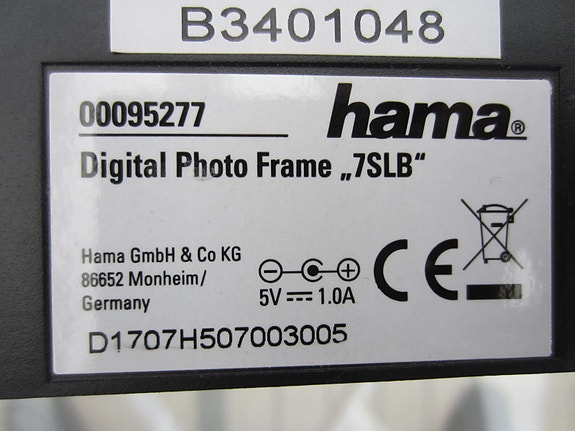 B3401048
00095277
hama®
Digital Photo Frame „7SLB“
Hama GmbH & Co KG
86652 Monheim/
Germany
5V ⎓ 1.0A
CE
D1707H507003005